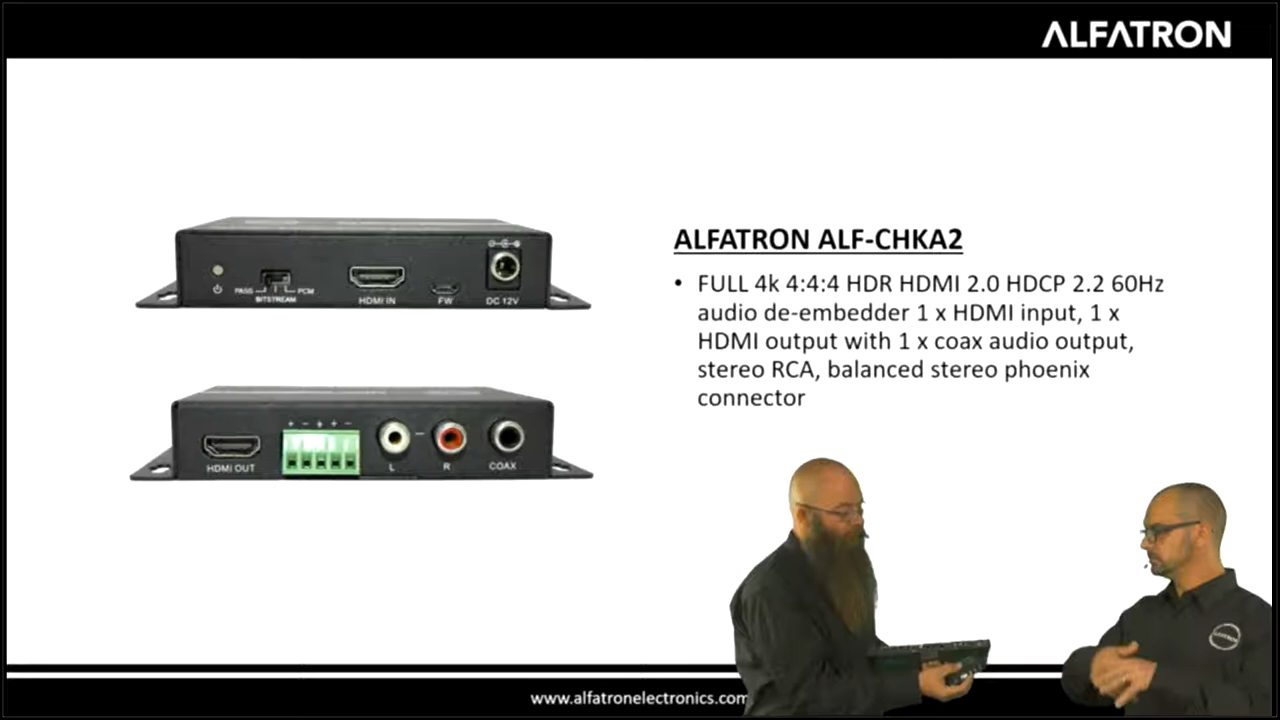 ALFATRON
ALFATRON ALF-CHKA2
• FULL 4k 4:4:4 HDR HDMI 2.0 HDCP 2.2 60Hz
audio de-embedder 1 x HDMI input, 1 x
HDMI output with 1 x coax audio output,
stereo RCA, balanced stereo phoenix
connector
PASS
PCM
BITSTREAM
HDMI IN
FW
DC 12V
+ − ⏚ + −
HDMI OUT
L
R
COAX
ALFATRON
www.alfatronelectronics.com